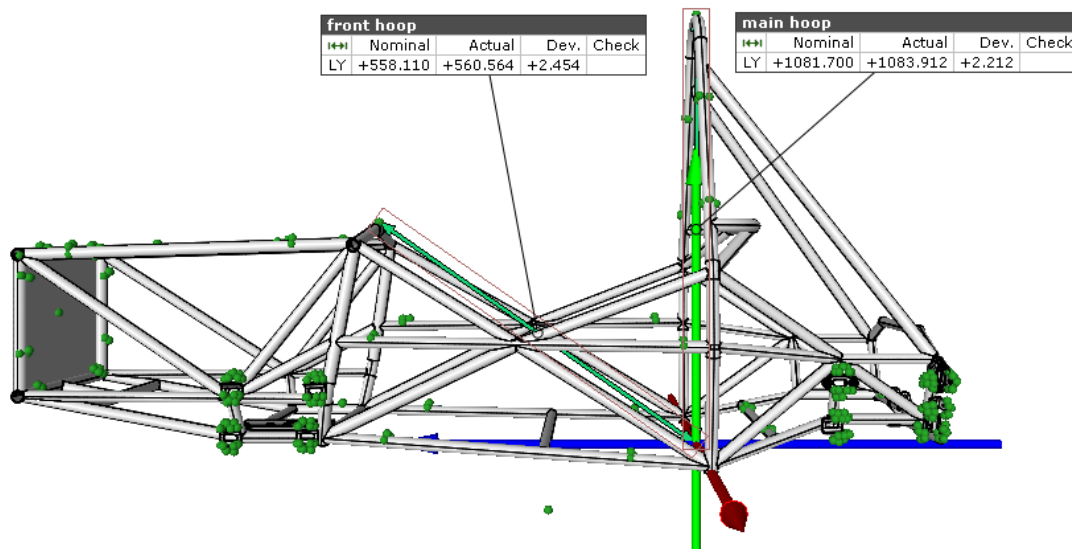 front hoop
Nominal Actual Dev. Check
LY +558.110 +560.564 +2.454
main hoop
Nominal Actual Dev. Check
LY +1081.700 +1083.912 +2.212